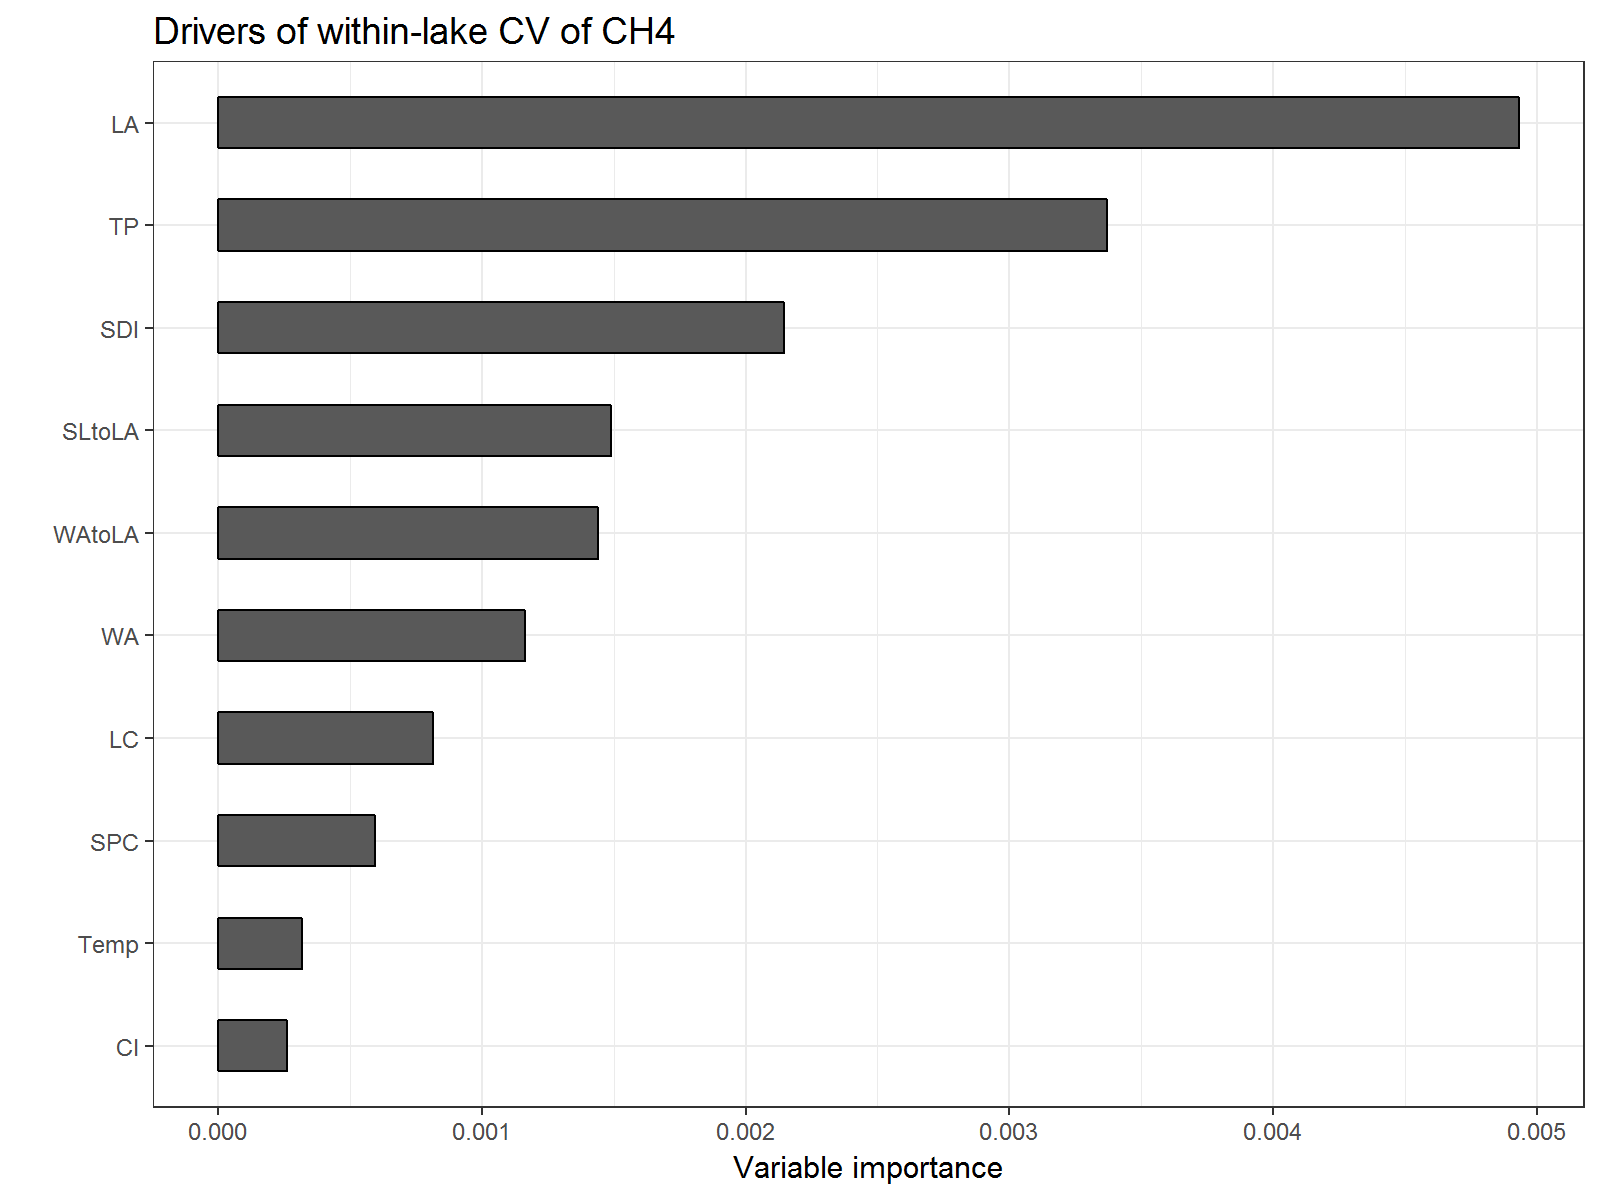 Drivers of within-lake CV of CH4
LA
TP
SDI
SLtoLA
WAtoLA
WA
LC
SPC
Temp
CI
0.000 0.001 0.002 0.003 0.004 0.005
Variable importance